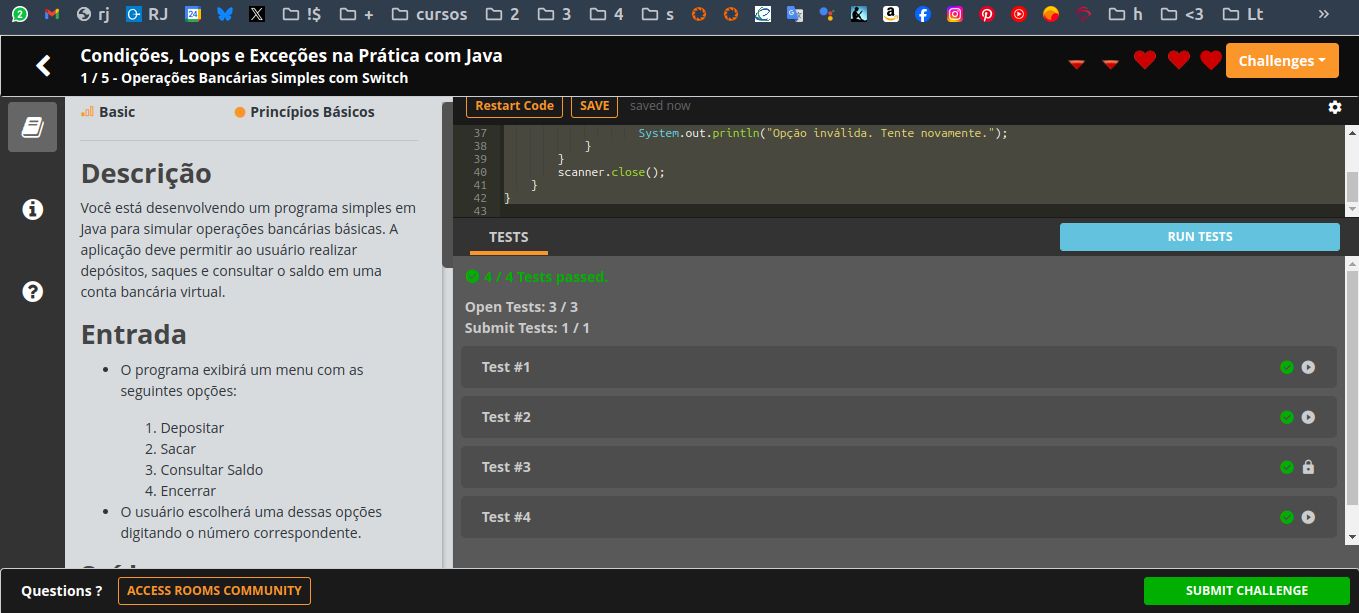 rj RJ !$ + cursos 2 3 4 s h <3 Lt »
Condições, Loops e Exceções na Prática com Java
1 / 5 - Operações Bancárias Simples com Switch
Challenges
Basic
Princípios Básicos
Descrição
Você está desenvolvendo um programa simples em
Java para simular operações bancárias básicas. A
aplicação deve permitir ao usuário realizar
depósitos, saques e consultar o saldo em uma
conta bancária virtual.
Entrada
• O programa exibirá um menu com as
seguintes opções:
1. Depositar
2. Sacar
3. Consultar Saldo
4. Encerrar
• O usuário escolherá uma dessas opções
digitando o número correspondente.
Restart Code
SAVE
saved now
37 System.out.println("Opção inválida. Tente novamente.");
38 }
39 }
40 scanner.close();
41 }
42 }
43
TESTS
RUN TESTS
4 / 4 Tests passed.
Open Tests: 3 / 3
Submit Tests: 1 / 1
Test #1
Test #2
Test #3
Test #4
Questions ?
ACCESS ROOMS COMMUNITY
SUBMIT CHALLENGE